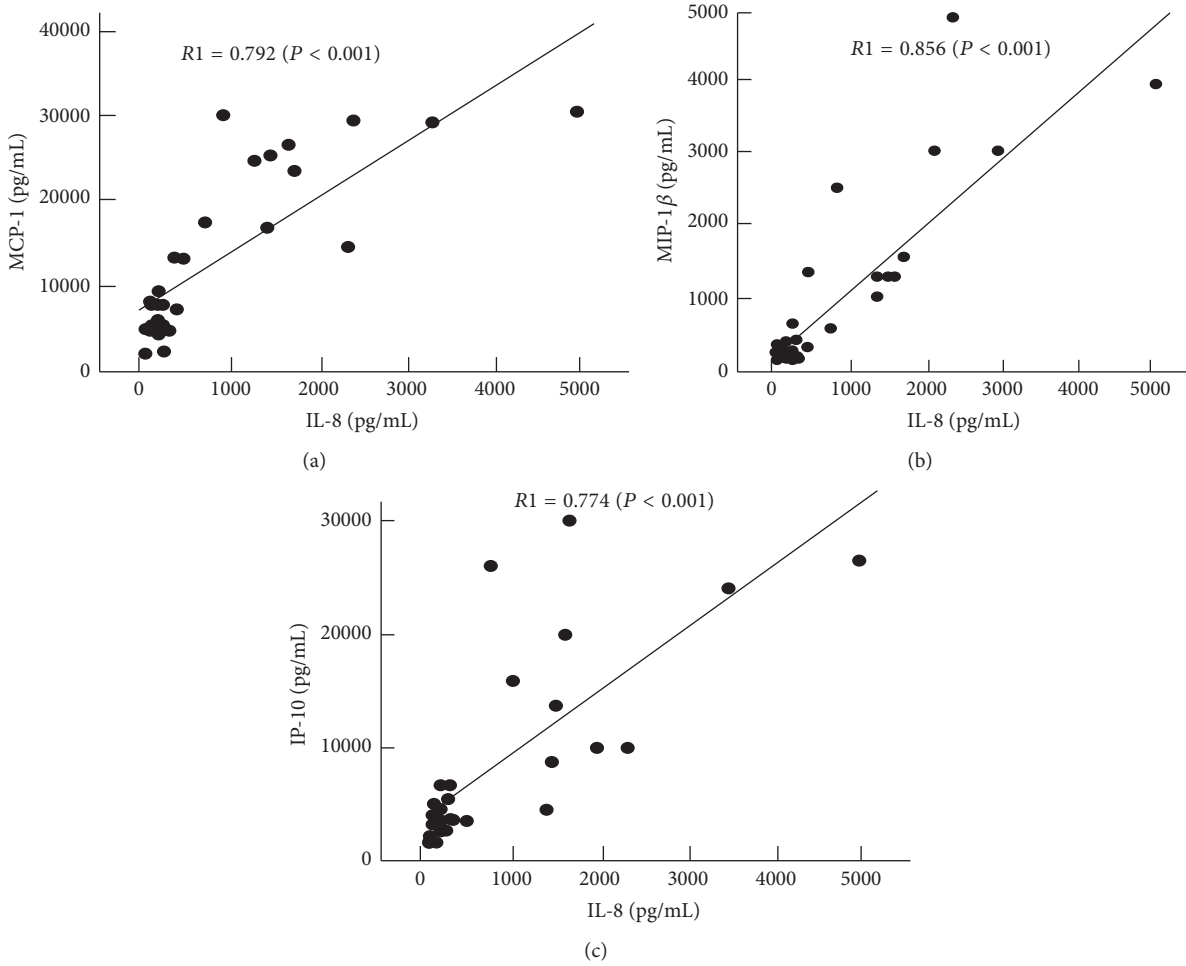 40000
30000
20000
10000
0
MCP-1 (pg/mL)
R1 = 0.792 (P < 0.001)
0 1000 2000 3000 4000 5000
IL-8 (pg/mL)
(a)
5000
4000
3000
2000
1000
0
MIP-1β (pg/mL)
R1 = 0.856 (P < 0.001)
0 1000 2000 3000 4000 5000
IL-8 (pg/mL)
(b)
30000
20000
10000
0
IP-10 (pg/mL)
R1 = 0.774 (P < 0.001)
0 1000 2000 3000 4000 5000
IL-8 (pg/mL)
(c)